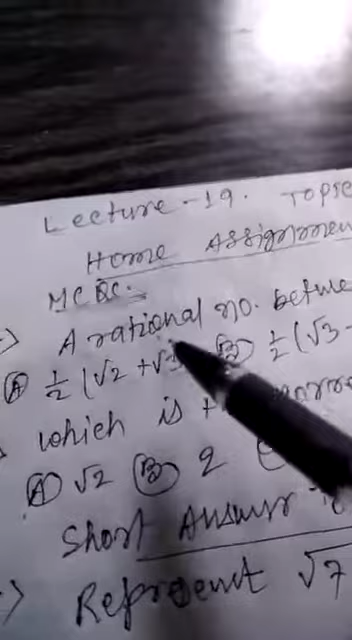 Lecture-19. Topic
Home Assignmen
MCQs:-
A rational no. betwe
(A) ½ (√2 + √3 (B) ½ (√3 -
which is
(A) √2 (B) 2
Short Answer
Represent √7